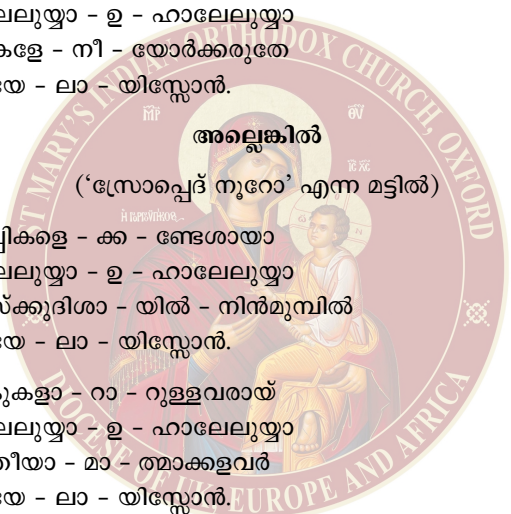 ലേലുയ്യാ – ഉ – ഹാലേലുയ്യാ
കളേ – നീ – യോർക്കരുതേ
യേ – ലാ – യിസ്സോൻ.
അല്ലെങ്കിൽ
('സ്രോപ്പെദ് നൂറോ' എന്ന മട്ടിൽ)
പികളെ – ക്ക – ണ്ടേശായാ
ലേലുയ്യാ – ഉ – ഹാലേലുയ്യാ
സ്ക്കുദിശാ – യിൽ – നിൻമുമ്പിൽ
യേ – ലാ – യിസ്സോൻ.
കുകളാ – റാ – റുള്ളവരായ്
ലേലുയ്യാ – ഉ – ഹാലേലുയ്യാ
തീയാ – മാ – ത്മാക്കളവർ
യേ – ലാ – യിസ്സോൻ.
ST MARY'S INDIAN ORTHODOX CHURCH, OXFORD
DIOCESE OF UK, EUROPE AND AFRICA